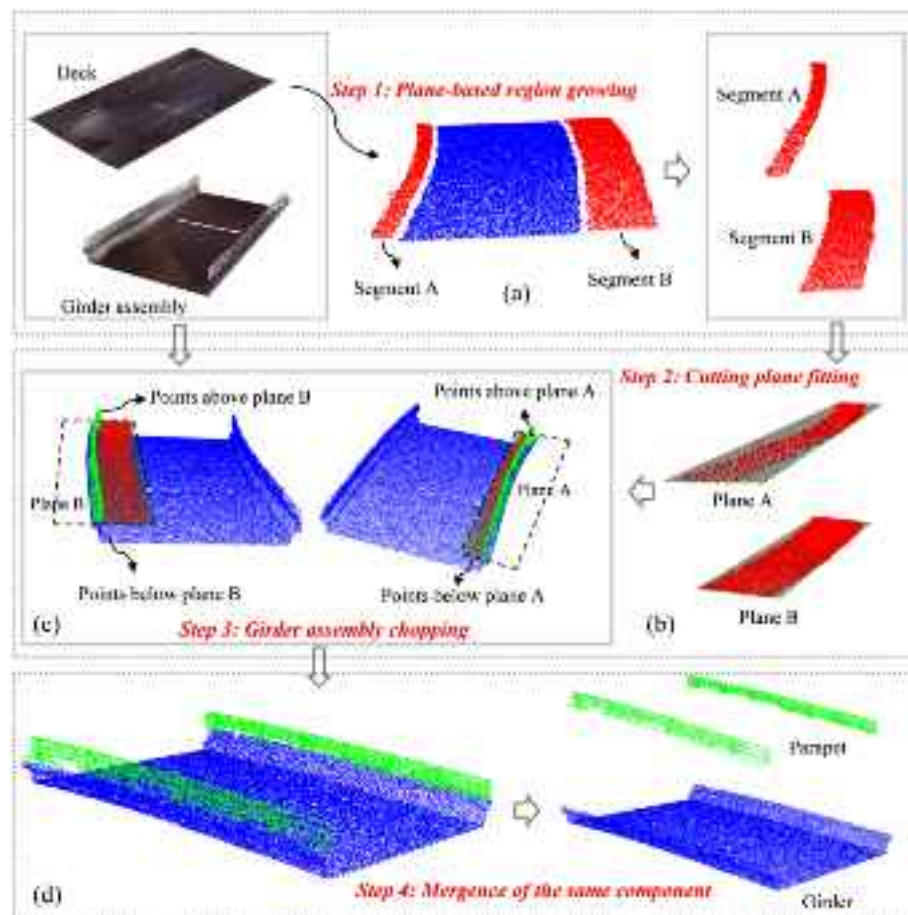 Deck
Step 1: Plane-based region growing
Segment A
Segment B
Girder assembly
Segment A
Segment B
(a)
Step 2: Cutting plane fitting
Points above plane B
Points above plane A
Plane B
Plane A
Plane A
Points below plane B
Points below plane A
Plane B
(c)
(b)
Step 3: Girder assembly chopping
Parapet
(d)
Step 4: Mergence of the same component
Girder